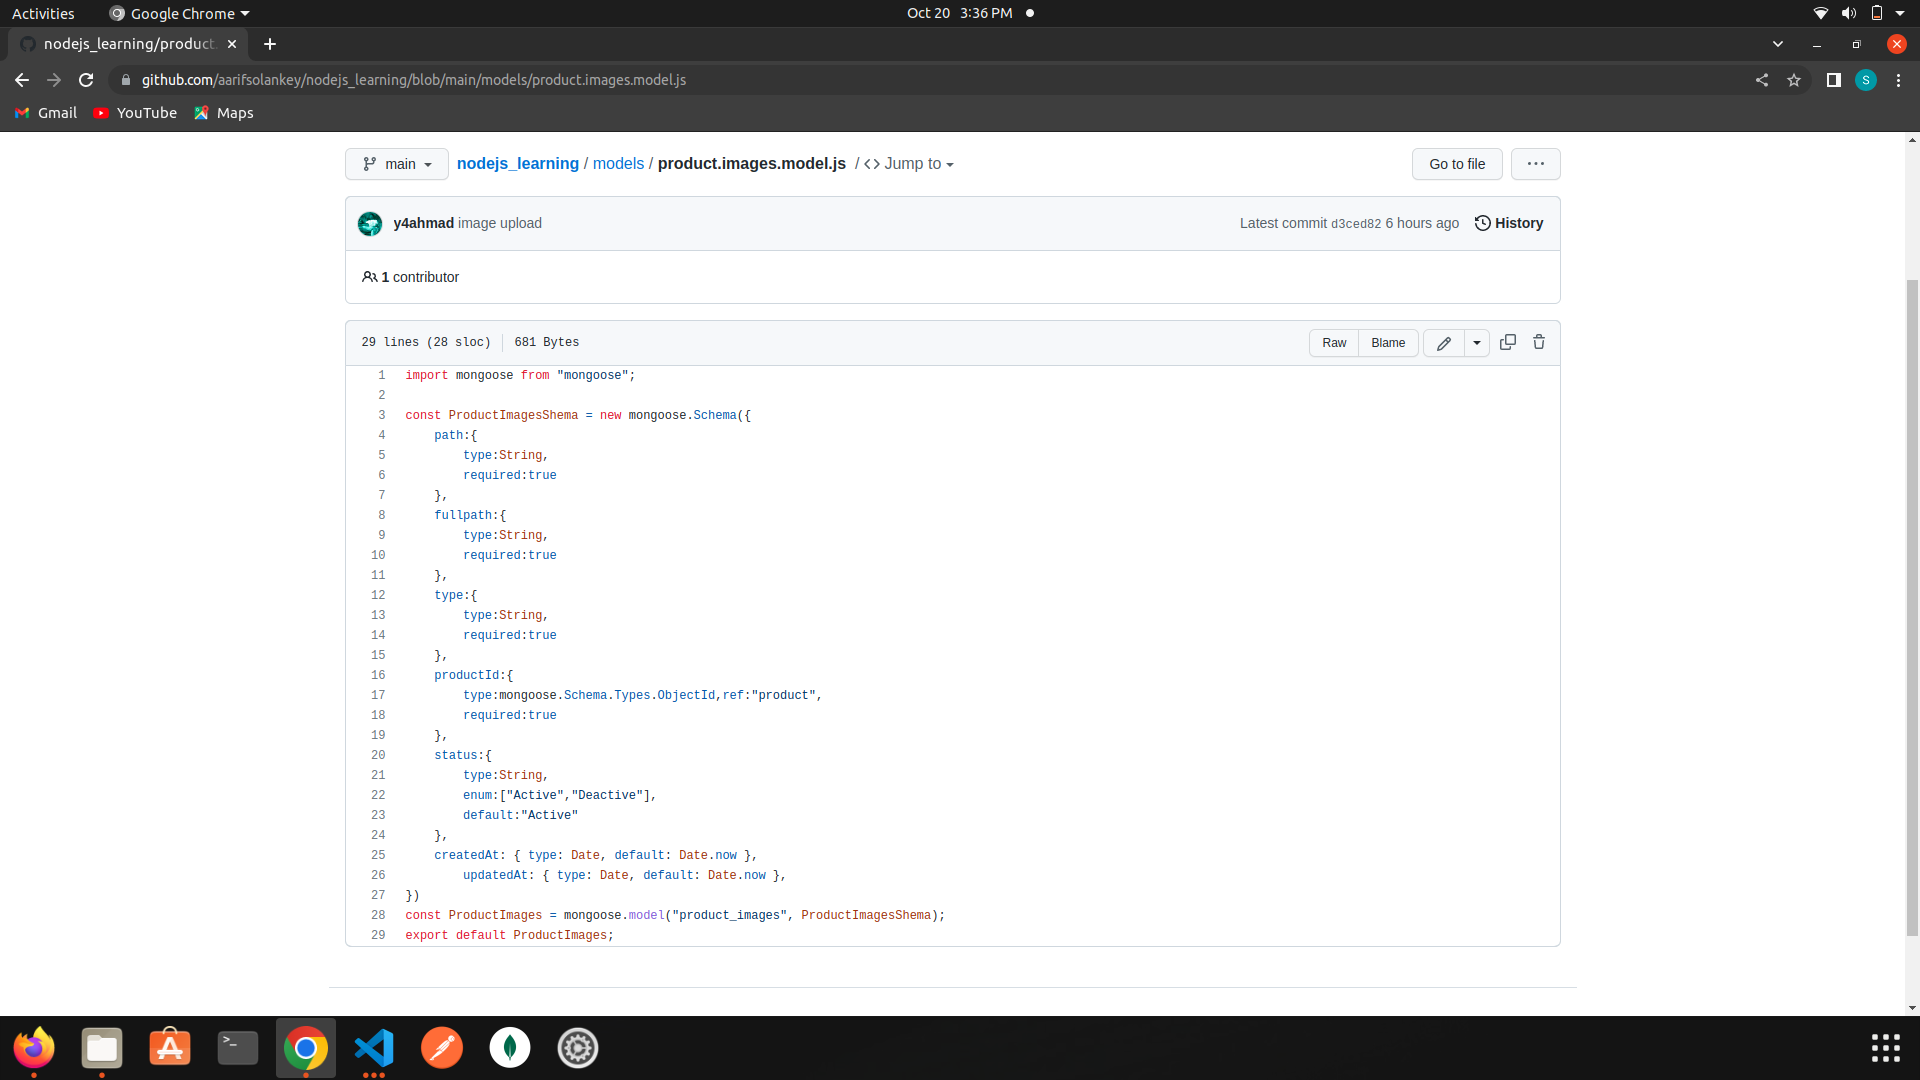 Activities Google Chrome Oct 20 3:36 PM
nodejs_learning/product.
github.com/aarifsolankey/nodejs_learning/blob/main/models/product.images.model.js S
Gmail YouTube Maps
main nodejs_learning / models / product.images.model.js / <> Jump to Go to file ...
y4ahmad image upload Latest commit d3ced82 6 hours ago History
1 contributor
29 lines (28 sloc) 681 Bytes Raw Blame
1 import mongoose from "mongoose";
2
3 const ProductImagesShema = new mongoose.Schema({
4     path:{
5         type:String,
6         required:true
7     },
8     fullpath:{
9         type:String,
10         required:true
11     },
12     type:{
13         type:String,
14         required:true
15     },
16     productId:{
17         type:mongoose.Schema.Types.ObjectId,ref:"product",
18         required:true
19     },
20     status:{
21         type:String,
22         enum:["Active","Deactive"],
23         default:"Active"
24     },
25     createdAt: { type: Date, default: Date.now },
26         updatedAt: { type: Date, default: Date.now },
27 })
28 const ProductImages = mongoose.model("product_images", ProductImagesShema);
29 export default ProductImages;